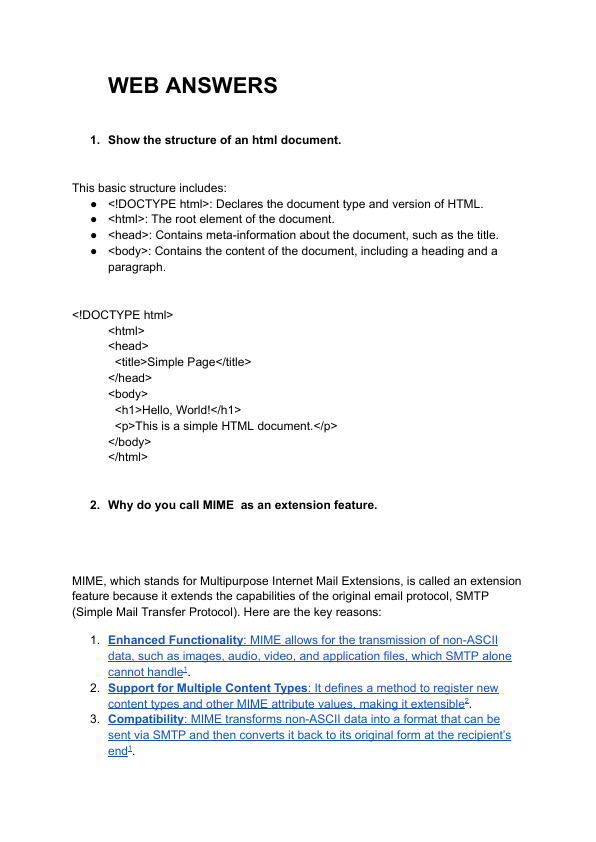 WEB ANSWERS
1. Show the structure of an html document.
This basic structure includes:
● <!DOCTYPE html>: Declares the document type and version of HTML.
● <html>: The root element of the document.
● <head>: Contains meta-information about the document, such as the title.
● <body>: Contains the content of the document, including a heading and a
paragraph.
<!DOCTYPE html>
<html>
<head>
<title>Simple Page</title>
</head>
<body>
<h1>Hello, World!</h1>
<p>This is a simple HTML document.</p>
</body>
</html>
2. Why do you call MIME  as an extension feature.
MIME, which stands for Multipurpose Internet Mail Extensions, is called an extension
feature because it extends the capabilities of the original email protocol, SMTP
(Simple Mail Transfer Protocol). Here are the key reasons:
1. Enhanced Functionality: MIME allows for the transmission of non-ASCII
data, such as images, audio, video, and application files, which SMTP alone
cannot handle1.
2. Support for Multiple Content Types: It defines a method to register new
content types and other MIME attribute values, making it extensible2.
3. Compatibility: MIME transforms non-ASCII data into a format that can be
sent via SMTP and then converts it back to its original form at the recipient's
end1.